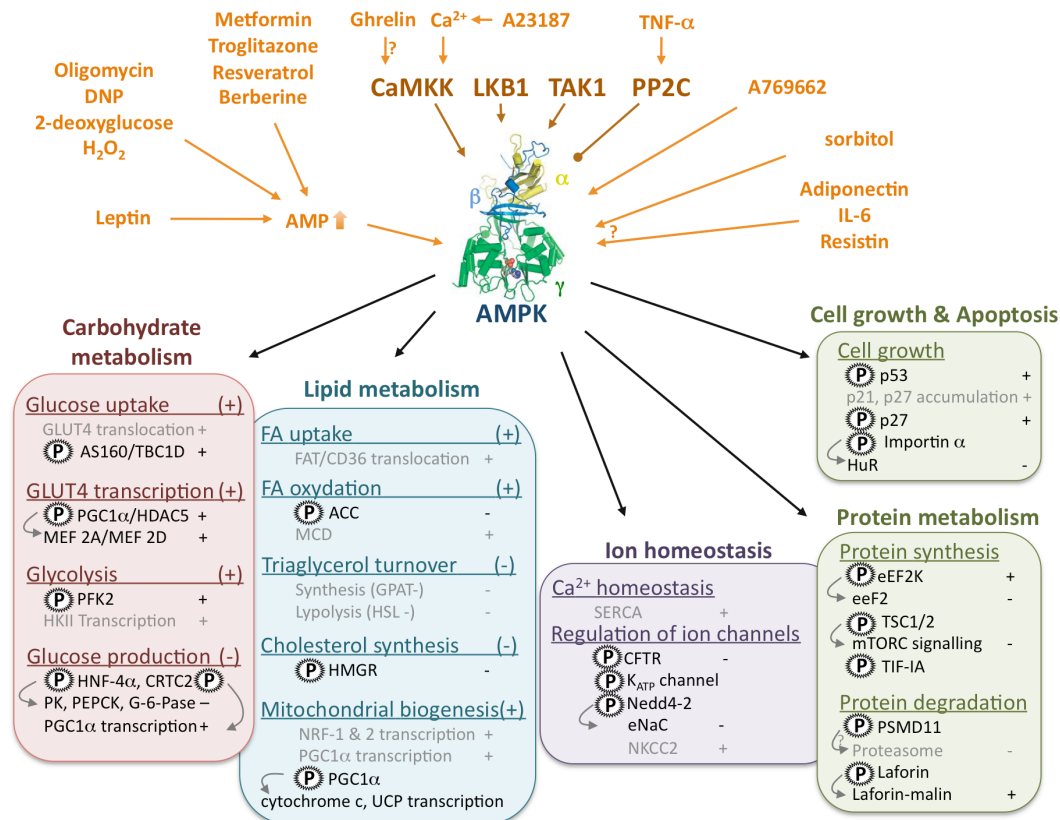 Metformin
Troglitazone
Resveratrol
Berberine
Ghrelin
Ca²⁺
A23187
TNF-α
?
Oligomycin
DNP
2-deoxyglucose
H₂O₂
CaMKK
LKB1
TAK1
PP2C
A769662
sorbitol
Adiponectin
IL-6
Resistin
?
Leptin
AMP
α
β
γ
AMPK
Carbohydrate
metabolism
Glucose uptake (+)
GLUT4 translocation +
P AS160/TBC1D +
GLUT4 transcription (+)
P PGC1α/HDAC5 +
MEF 2A/MEF 2D +
Glycolysis (+)
P PFK2 +
HKII Transcription +
Glucose production (-)
P HNF-4α, CRTC2 P
PK, PEPCK, G-6-Pase –
PGC1α transcription +
Lipid metabolism
FA uptake (+)
FAT/CD36 translocation +
FA oxydation (+)
P ACC -
MCD +
Triaglycerol turnover (-)
Synthesis (GPAT-) -
Lypolysis (HSL -) -
Cholesterol synthesis (-)
P HMGR -
Mitochondrial biogenesis(+)
NRF-1 & 2 transcription +
PGC1α transcription +
P PGC1α
cytochrome c, UCP transcription
Ion homeostasis
Ca²⁺ homeostasis
SERCA +
Regulation of ion channels
P CFTR -
P K_ATP channel
P Nedd4-2
eNaC -
NKCC2 +
Cell growth & Apoptosis
Cell growth
P p53 +
p21, p27 accumulation +
P p27 +
P Importin α
HuR -
Protein metabolism
Protein synthesis
P eEF2K +
eeF2 -
P TSC1/2
mTORC signalling -
P TIF-IA
Protein degradation
P PSMD11
Proteasome -
P Laforin
Laforin-malin +